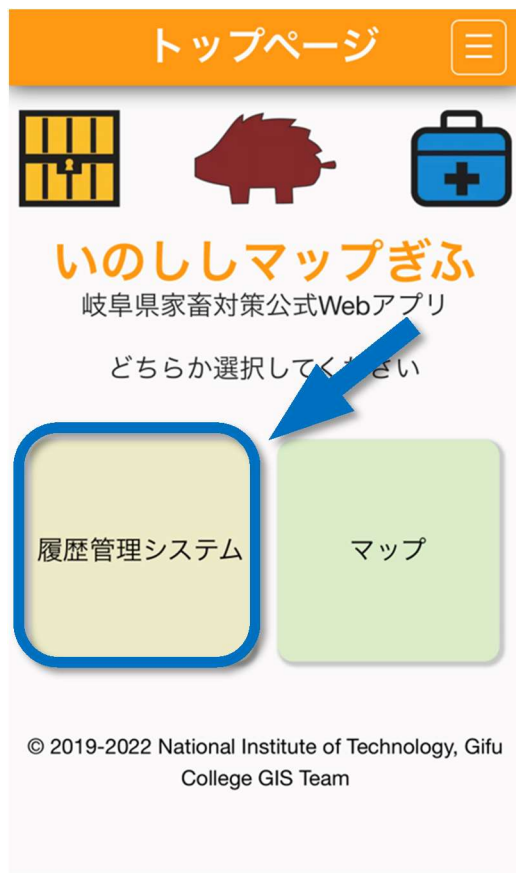 トップページ
いのししマップぎふ
岐阜県家畜対策公式Webアプリ
どちらか選択してください
履歴管理システム
マップ
© 2019-2022 National Institute of Technology, Gifu
College GIS Team